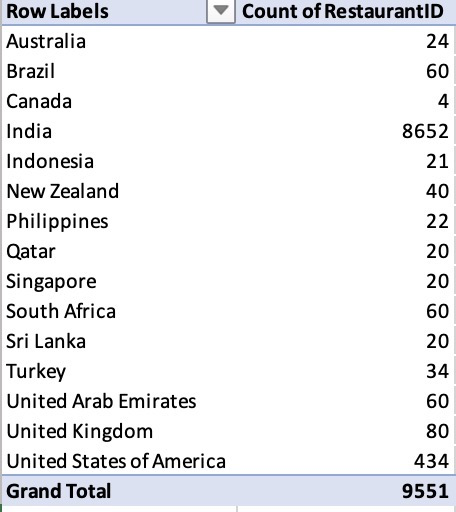 Row Labels Count of RestaurantID
Australia 24
Brazil 60
Canada 4
India 8652
Indonesia 21
New Zealand 40
Philippines 22
Qatar 20
Singapore 20
South Africa 60
Sri Lanka 20
Turkey 34
United Arab Emirates 60
United Kingdom 80
United States of America 434
Grand Total 9551